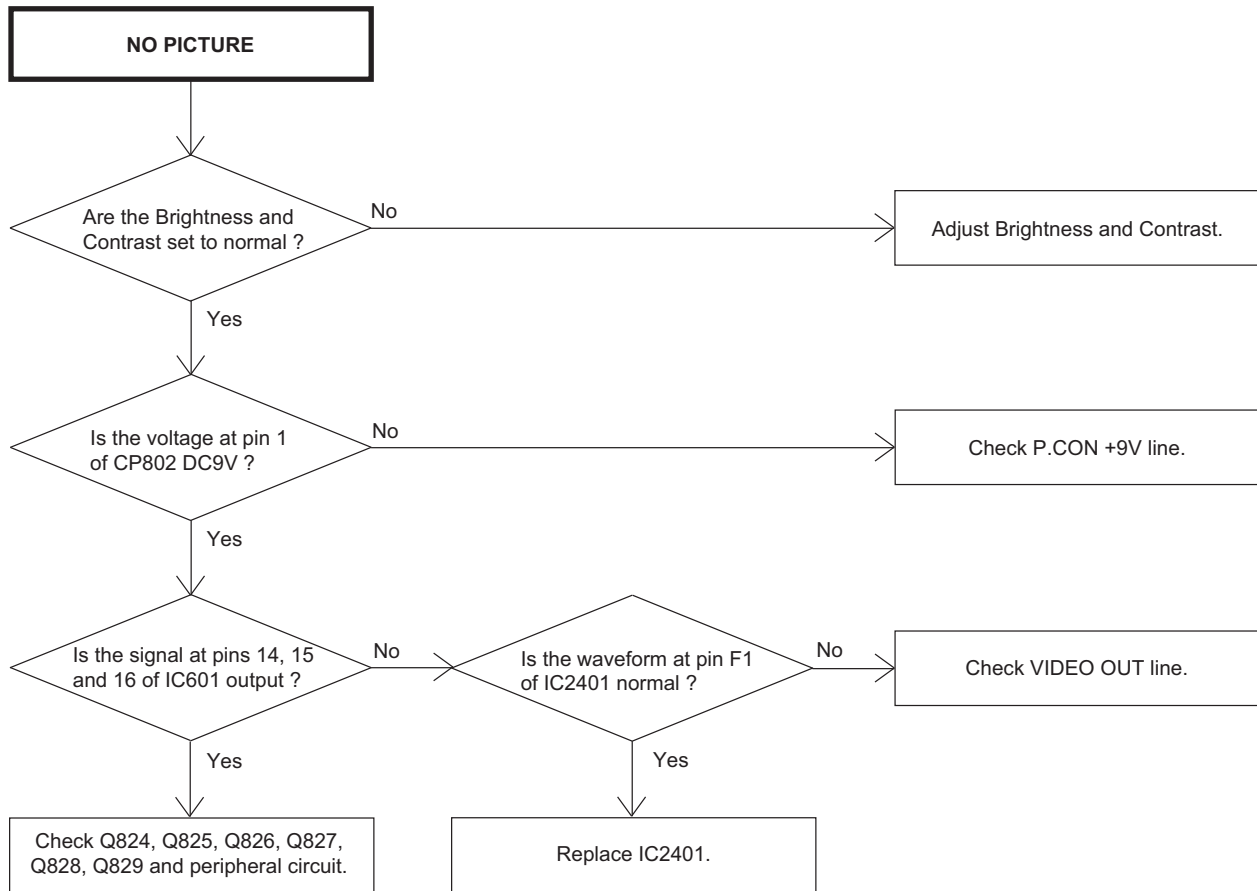 NO PICTURE
Are the Brightness and
Contrast set to normal ?
No
Adjust Brightness and Contrast.
Yes
Is the voltage at pin 1
of CP802 DC9V ?
No
Check P.CON +9V line.
Yes
Is the signal at pins 14, 15
and 16 of IC601 output ?
No
Is the waveform at pin F1
of IC2401 normal ?
No
Check VIDEO OUT line.
Yes
Yes
Check Q824, Q825, Q826, Q827,
Q828, Q829 and peripheral circuit.
Replace IC2401.